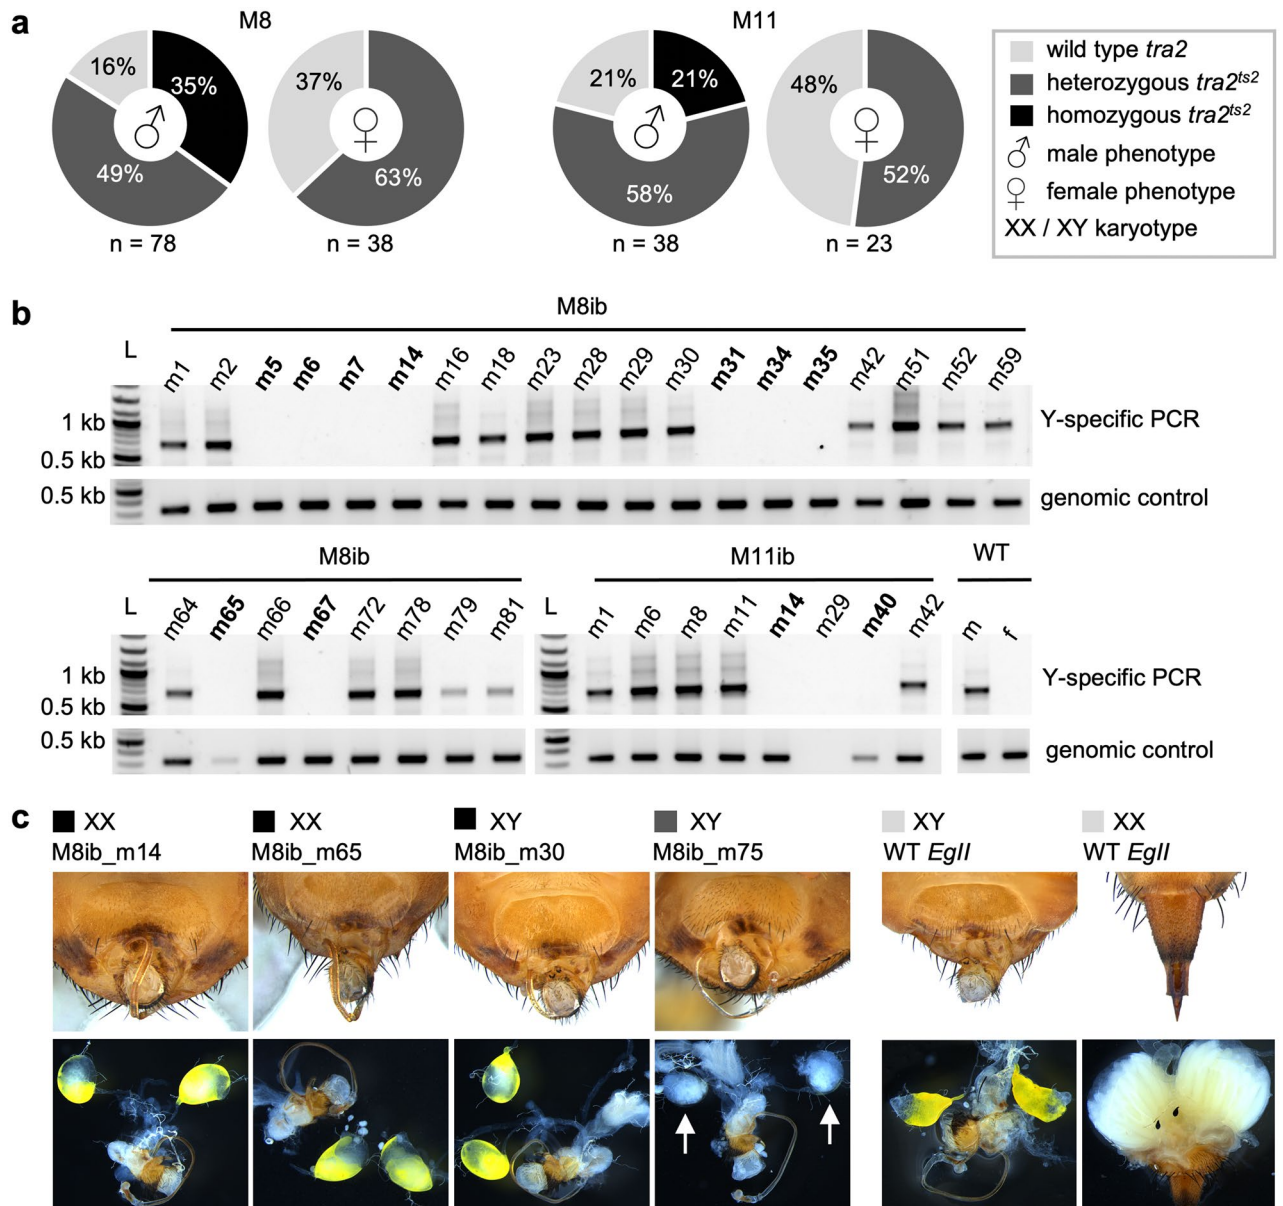 a
M8
M11
16%
35%
49%
n = 78
37%
63%
n = 38
21%
21%
58%
n = 38
48%
52%
n = 23
wild type tra2
heterozygous tra2ts2
homozygous tra2ts2
♂ male phenotype
♀ female phenotype
XX / XY karyotype
b
M8ib
L m1 m2 m5 m6 m7 m14 m16 m18 m23 m28 m29 m30 m31 m34 m35 m42 m51 m52 m59
1 kb
0.5 kb
Y-specific PCR
0.5 kb
genomic control
M8ib
M11ib
WT
L m64 m65 m66 m67 m72 m78 m79 m81
L m1 m6 m8 m11 m14 m29 m40 m42
m f
1 kb
0.5 kb
Y-specific PCR
0.5 kb
genomic control
c
XX
M8ib_m14
XX
M8ib_m65
XY
M8ib_m30
XY
M8ib_m75
XY
WT EgII
XX
WT EgII